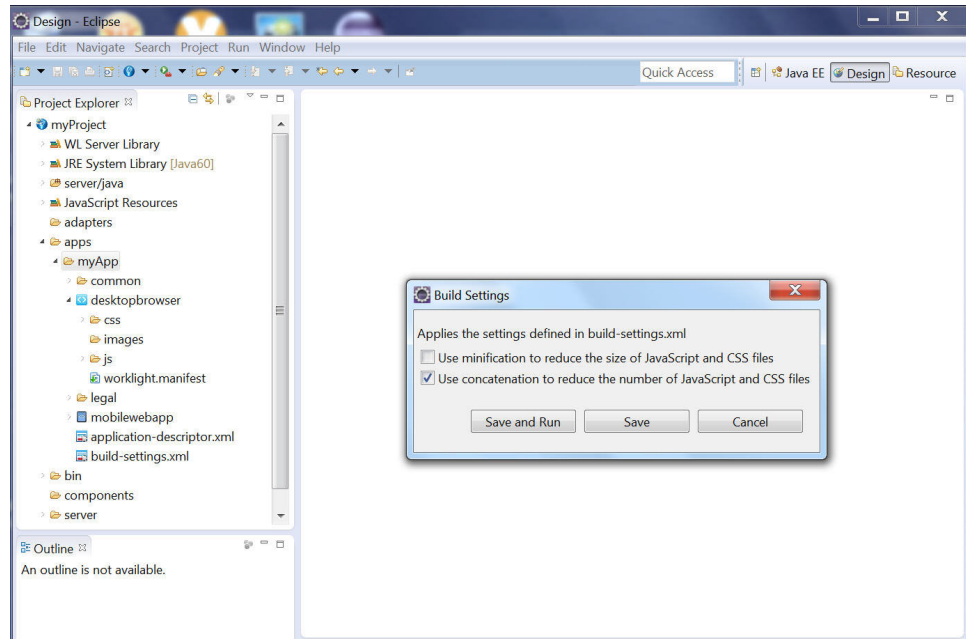 Design - Eclipse
File Edit Navigate Search Project Run Window Help
Quick Access
Java EE
Design
Resource
Project Explorer
myProject
WL Server Library
JRE System Library [Java60]
server/java
JavaScript Resources
adapters
apps
myApp
common
desktopbrowser
css
images
js
worklight.manifest
legal
mobilewebapp
application-descriptor.xml
build-settings.xml
bin
components
server
Outline
An outline is not available.
Build Settings
Applies the settings defined in build-settings.xml
Use minification to reduce the size of JavaScript and CSS files
Use concatenation to reduce the number of JavaScript and CSS files
Save and Run
Save
Cancel